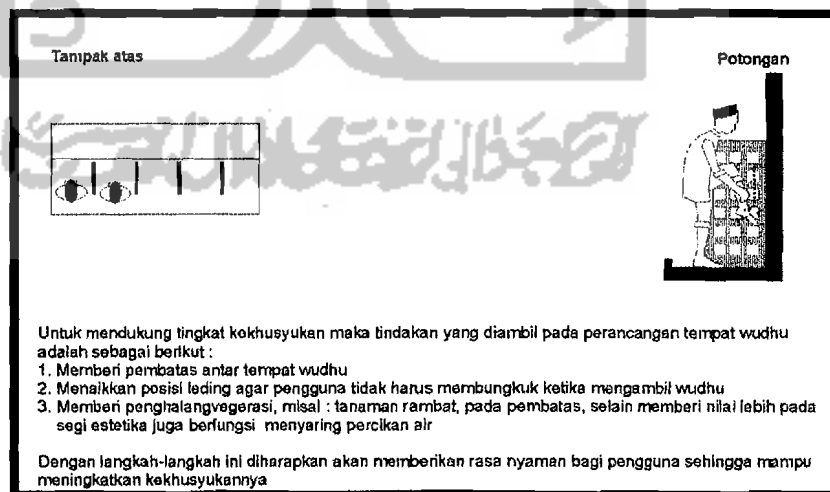 Tampak atas
Potongan
Untuk mendukung tingkat kekhusyukan maka tindakan yang diambil pada perancangan tempat wudhu
adalah sebagai berikut :
1. Memberi pembatas antar tempat wudhu
2. Menaikkan posisi leding agar pengguna tidak harus membungkuk ketika mengambil wudhu
3. Memberi penghalangvegerasi, misal : tanaman rambat, pada pembatas, selain memberi nilai lebih pada
segi estetika juga berfungsi menyaring percikan air
Dengan langkah-langkah ini diharapkan akan memberikan rasa nyaman bagi pengguna sehingga mampu
meningkatkan kekhusyukannya